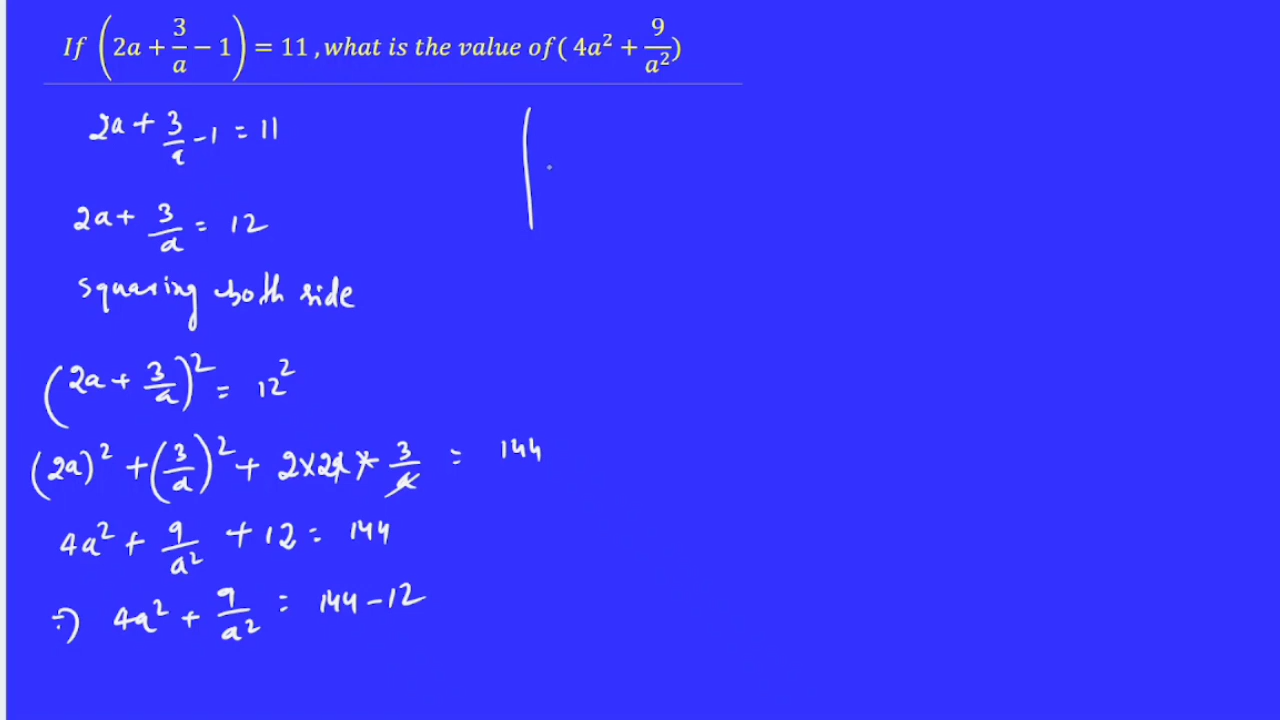 If (2a + 3/a − 1) = 11 , what is the value of( 4a² + 9/a²)
2a + 3/a - 1 = 11
2a + 3/a = 12
squaring both side
(2a + 3/a)² = 12²
(2a)² + (3/a)² + 2×2a × 3/a = 144
4a² + 9/a² + 12 = 144
⇒) 4a² + 9/a² = 144 - 12